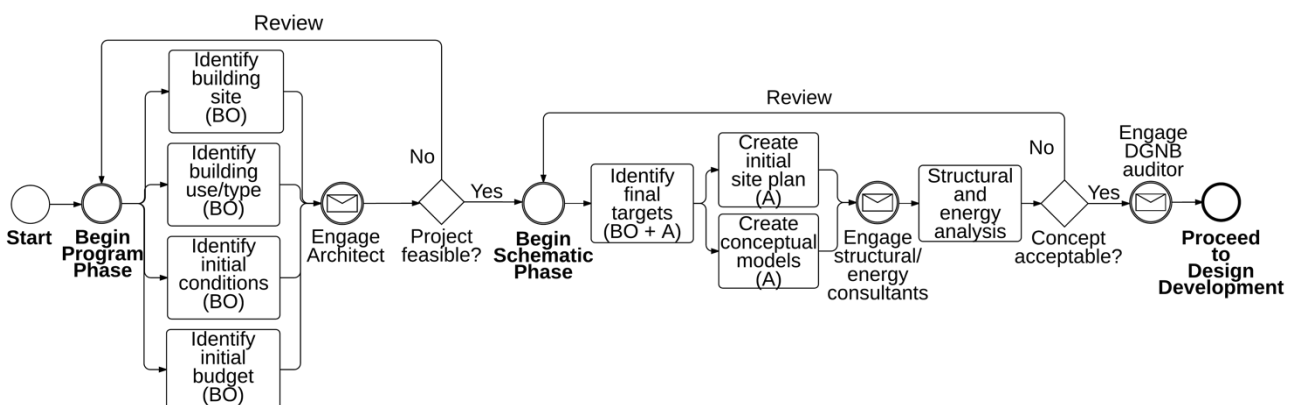 Review
Identify
building
site
(BO)
Identify
building
use/type
(BO)
Identify
initial
conditions
(BO)
Identify
initial
budget
(BO)
Start
Begin
Program
Phase
Engage
Architect
No
Yes
Project
feasible?
Review
Begin
Schematic
Phase
Identify
final
targets
(BO + A)
Create
initial
site plan
(A)
Create
conceptual
models
(A)
Engage
structural/
energy
consultants
Structural
and
energy
analysis
No
Yes
Concept
acceptable?
Engage
DGNB
auditor
Proceed
to
Design
Development